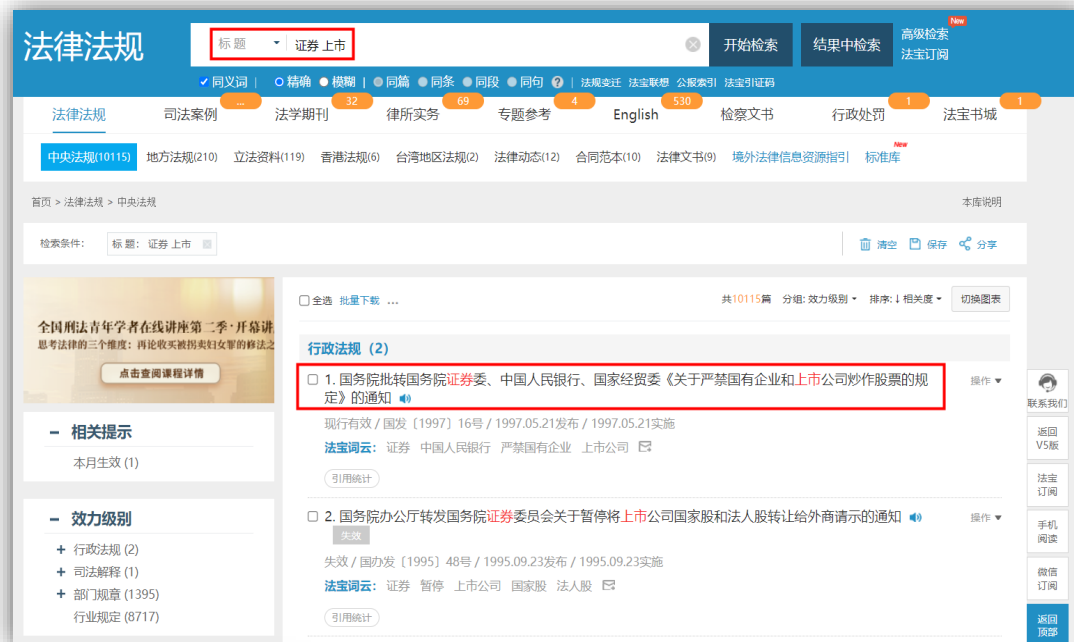 New
法律法规
标题 证券 上市
开始检索
结果中检索
高级检索
法宝订阅
同义词 | 精确 模糊 | 同篇 同条 同段 同句 ? | 法规变迁 法宝联想 公报索引 法宝引证码
... 32 69 4 530 1 1
法律法规 司法案例 法学期刊 律所实务 专题参考 English 检察文书 行政处罚 法宝书城
New
中央法规(10115) 地方法规(210) 立法资料(119) 香港法规(6) 台湾地区法规(2) 法律动态(12) 合同范本(10) 法律文书(9) 境外法律信息资源指引 标准库
首页 > 法律法规 > 中央法规
本库说明
检索条件: 标题: 证券 上市
清空 保存 分享
全国刑法青年学者在线讲座第二季·开幕讲
思考法律的三个维度:再论收买被拐卖妇女罪的修法之
点击查阅课程详情
相关提示
本月生效 (1)
效力级别
+ 行政法规 (2)
+ 司法解释 (1)
+ 部门规章 (1395)
行业规定 (8717)
全选 批量下载 ...
共10115篇 分组: 效力级别 排序:↓相关度 切换图表
行政法规 (2)
1. 国务院批转国务院证券委、中国人民银行、国家经贸委《关于严禁国有企业和上市公司炒作股票的规
定》的通知
操作
现行有效 / 国发〔1997〕16号 / 1997.05.21发布 / 1997.05.21实施
法宝词云: 证券 中国人民银行 严禁国有企业 上市公司
引用统计
2. 国务院办公厅转发国务院证券委员会关于暂停将上市公司国家股和法人股转让给外商请示的通知
操作
失效
失效 / 国办发〔1995〕48号 / 1995.09.23发布 / 1995.09.23实施
法宝词云: 证券 暂停 上市公司 国家股 法人股
引用统计
联系我们
返回
V5版
法宝
订阅
手机
阅读
微信
订阅
返回
顶部